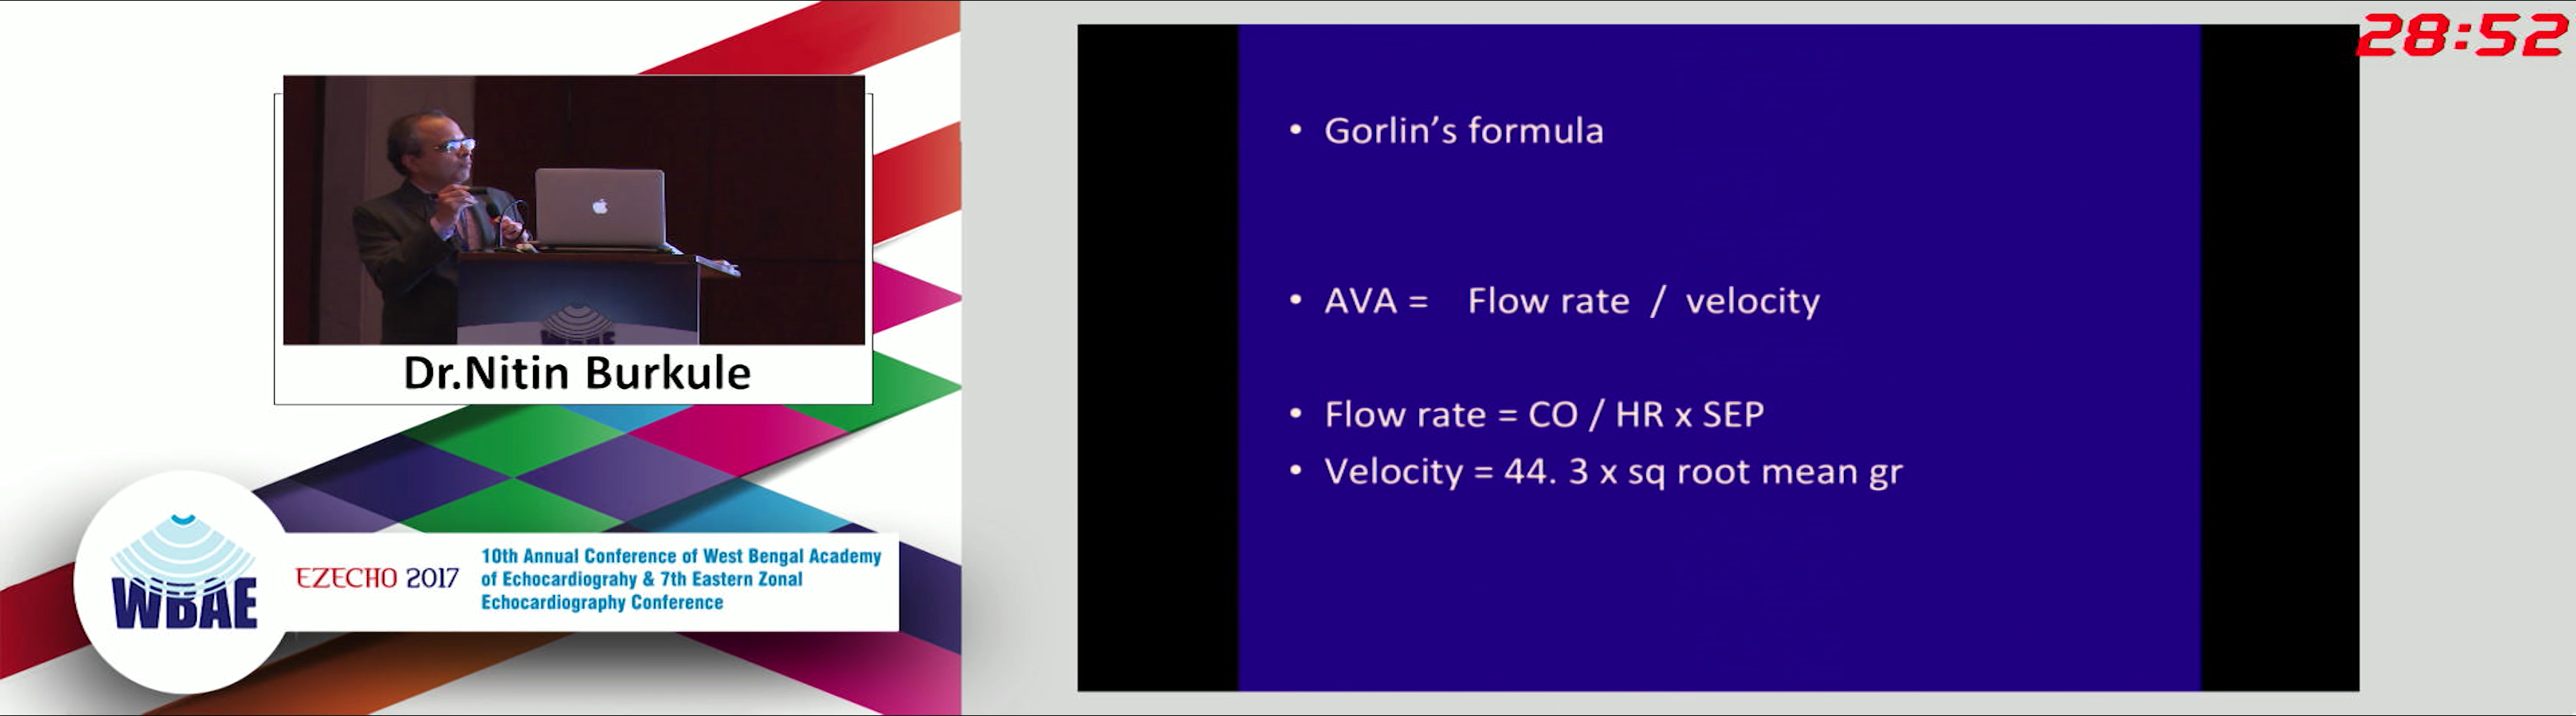 28:52
Dr.Nitin Burkule
WBAE
EZECHO 2017
10th Annual Conference of West Bengal Academy
of Echocardiograhy & 7th Eastern Zonal
Echocardiography Conference
• Gorlin’s formula
• AVA = Flow rate / velocity
• Flow rate = CO / HR x SEP
• Velocity = 44. 3 x sq root mean gr